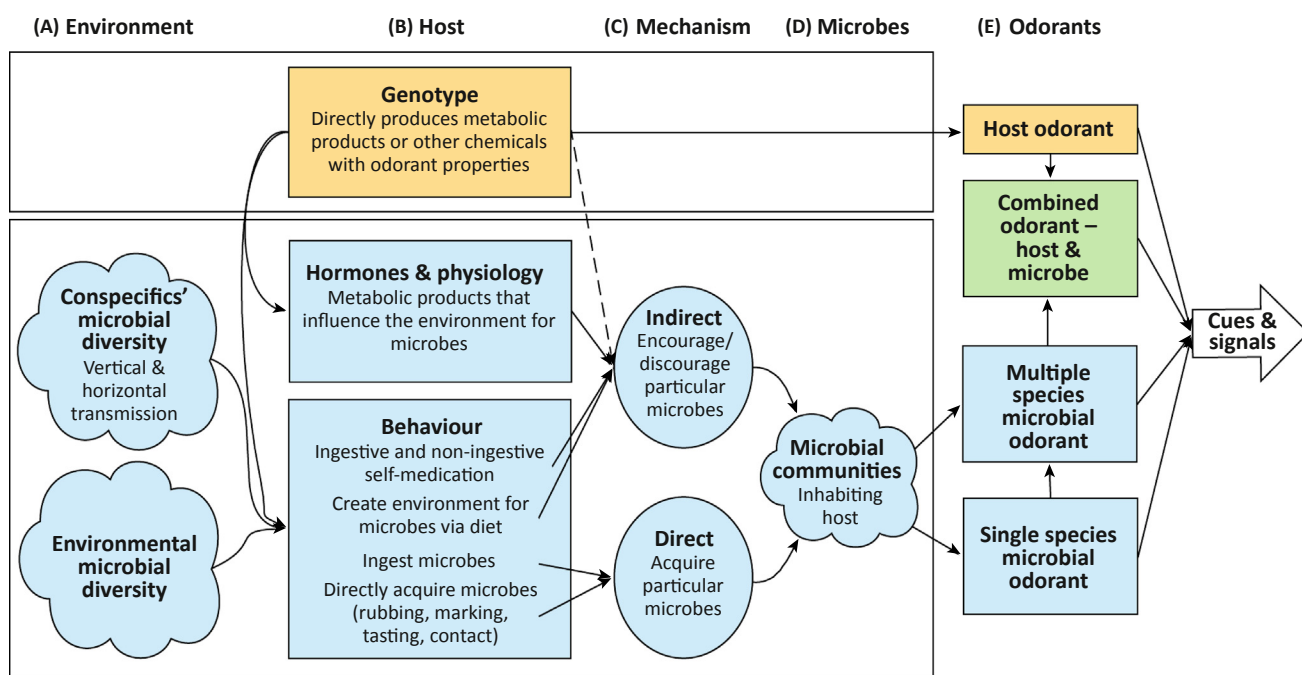 (A) Environment
(B) Host
(C) Mechanism
(D) Microbes
(E) Odorants
Genotype
Directly produces metabolic
products or other chemicals
with odorant properties
Host odorant
Combined
odorant –
host &
microbe
Hormones & physiology
Metabolic products that
influence the environment for
microbes
Conspecifics’
microbial
diversity
Vertical &
horizontal
transmission
Indirect
Encourage/
discourage
particular
microbes
Cues &
signals
Multiple
species
microbial
odorant
Behaviour
Ingestive and non-ingestive
self-medication
Create environment for
microbes via diet
Ingest microbes
Directly acquire microbes
(rubbing, marking,
tasting, contact)
Microbial
communities
Inhabiting
host
Environmental
microbial
diversity
Direct
Acquire
particular
microbes
Single species
microbial
odorant